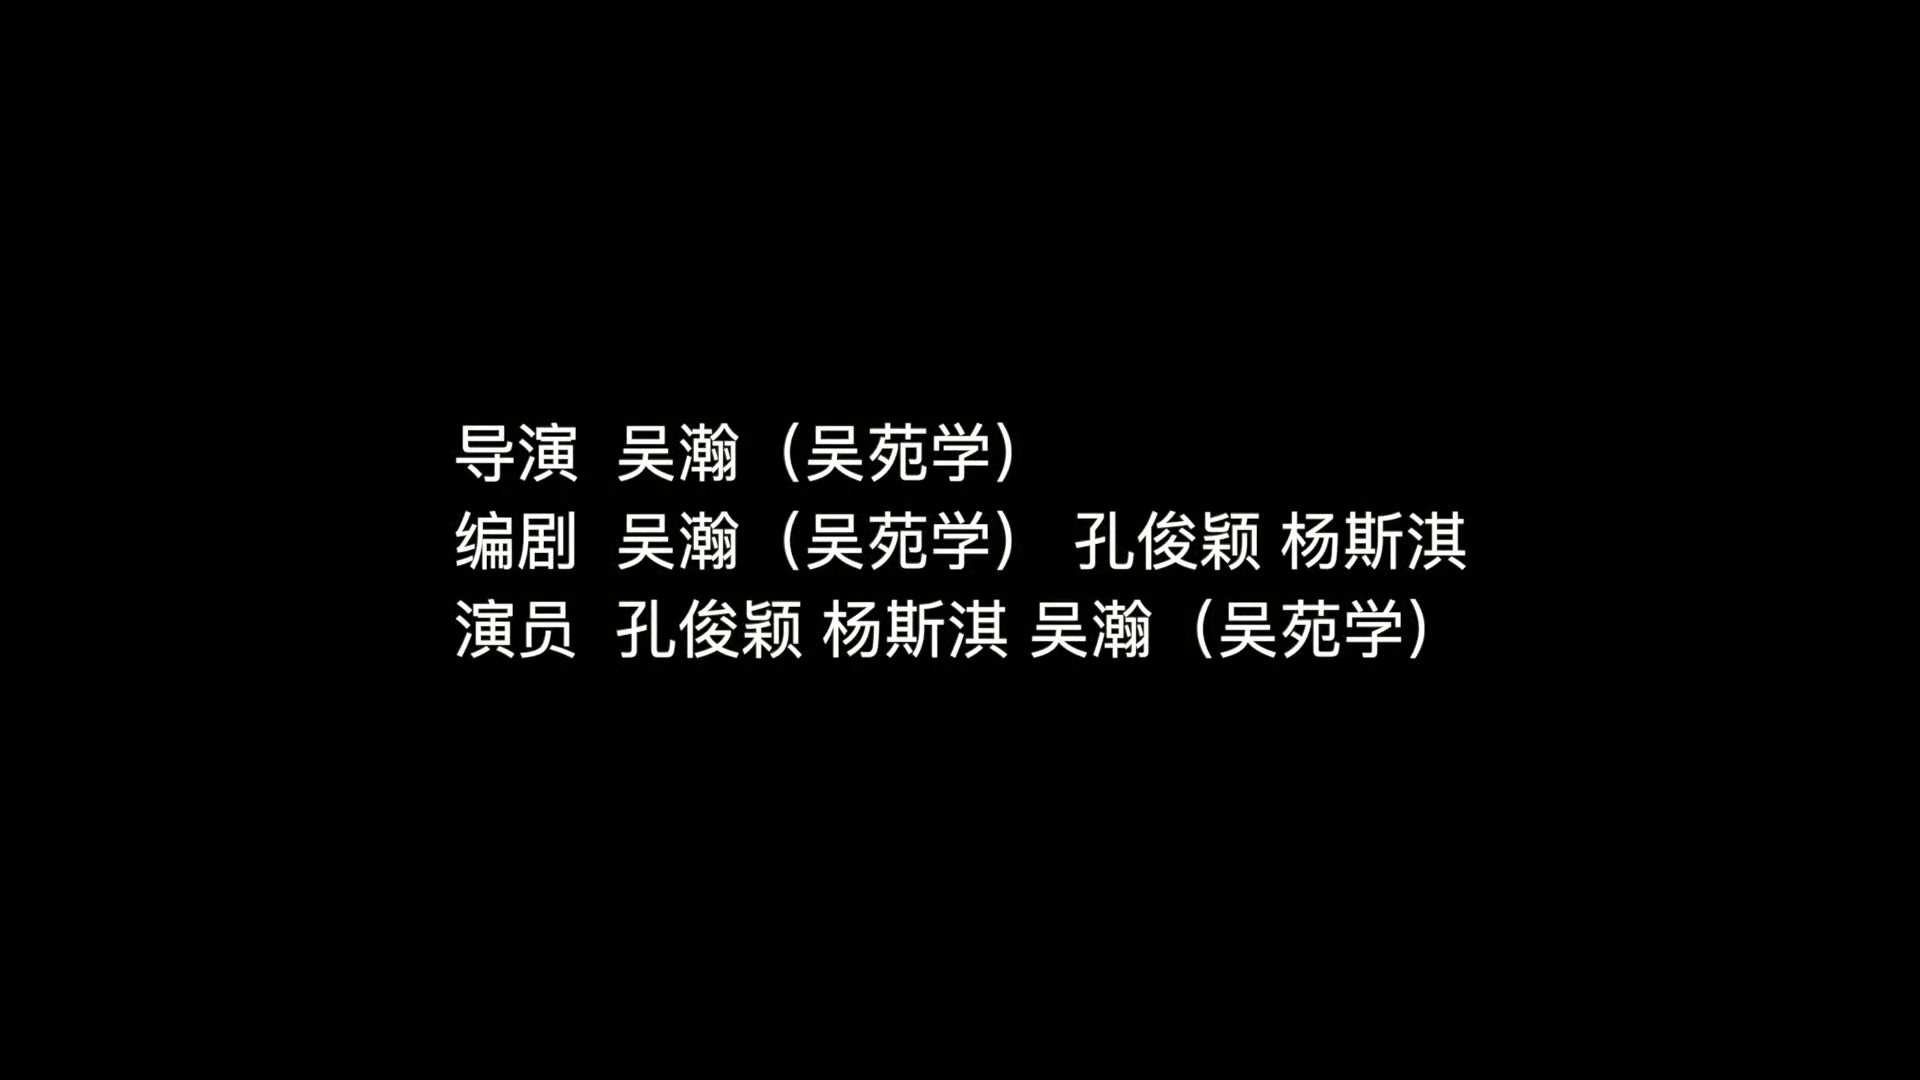 导演 吴瀚（吴苑学）
编剧 吴瀚（吴苑学） 孔俊颖 杨斯淇
演员 孔俊颖 杨斯淇 吴瀚（吴苑学）